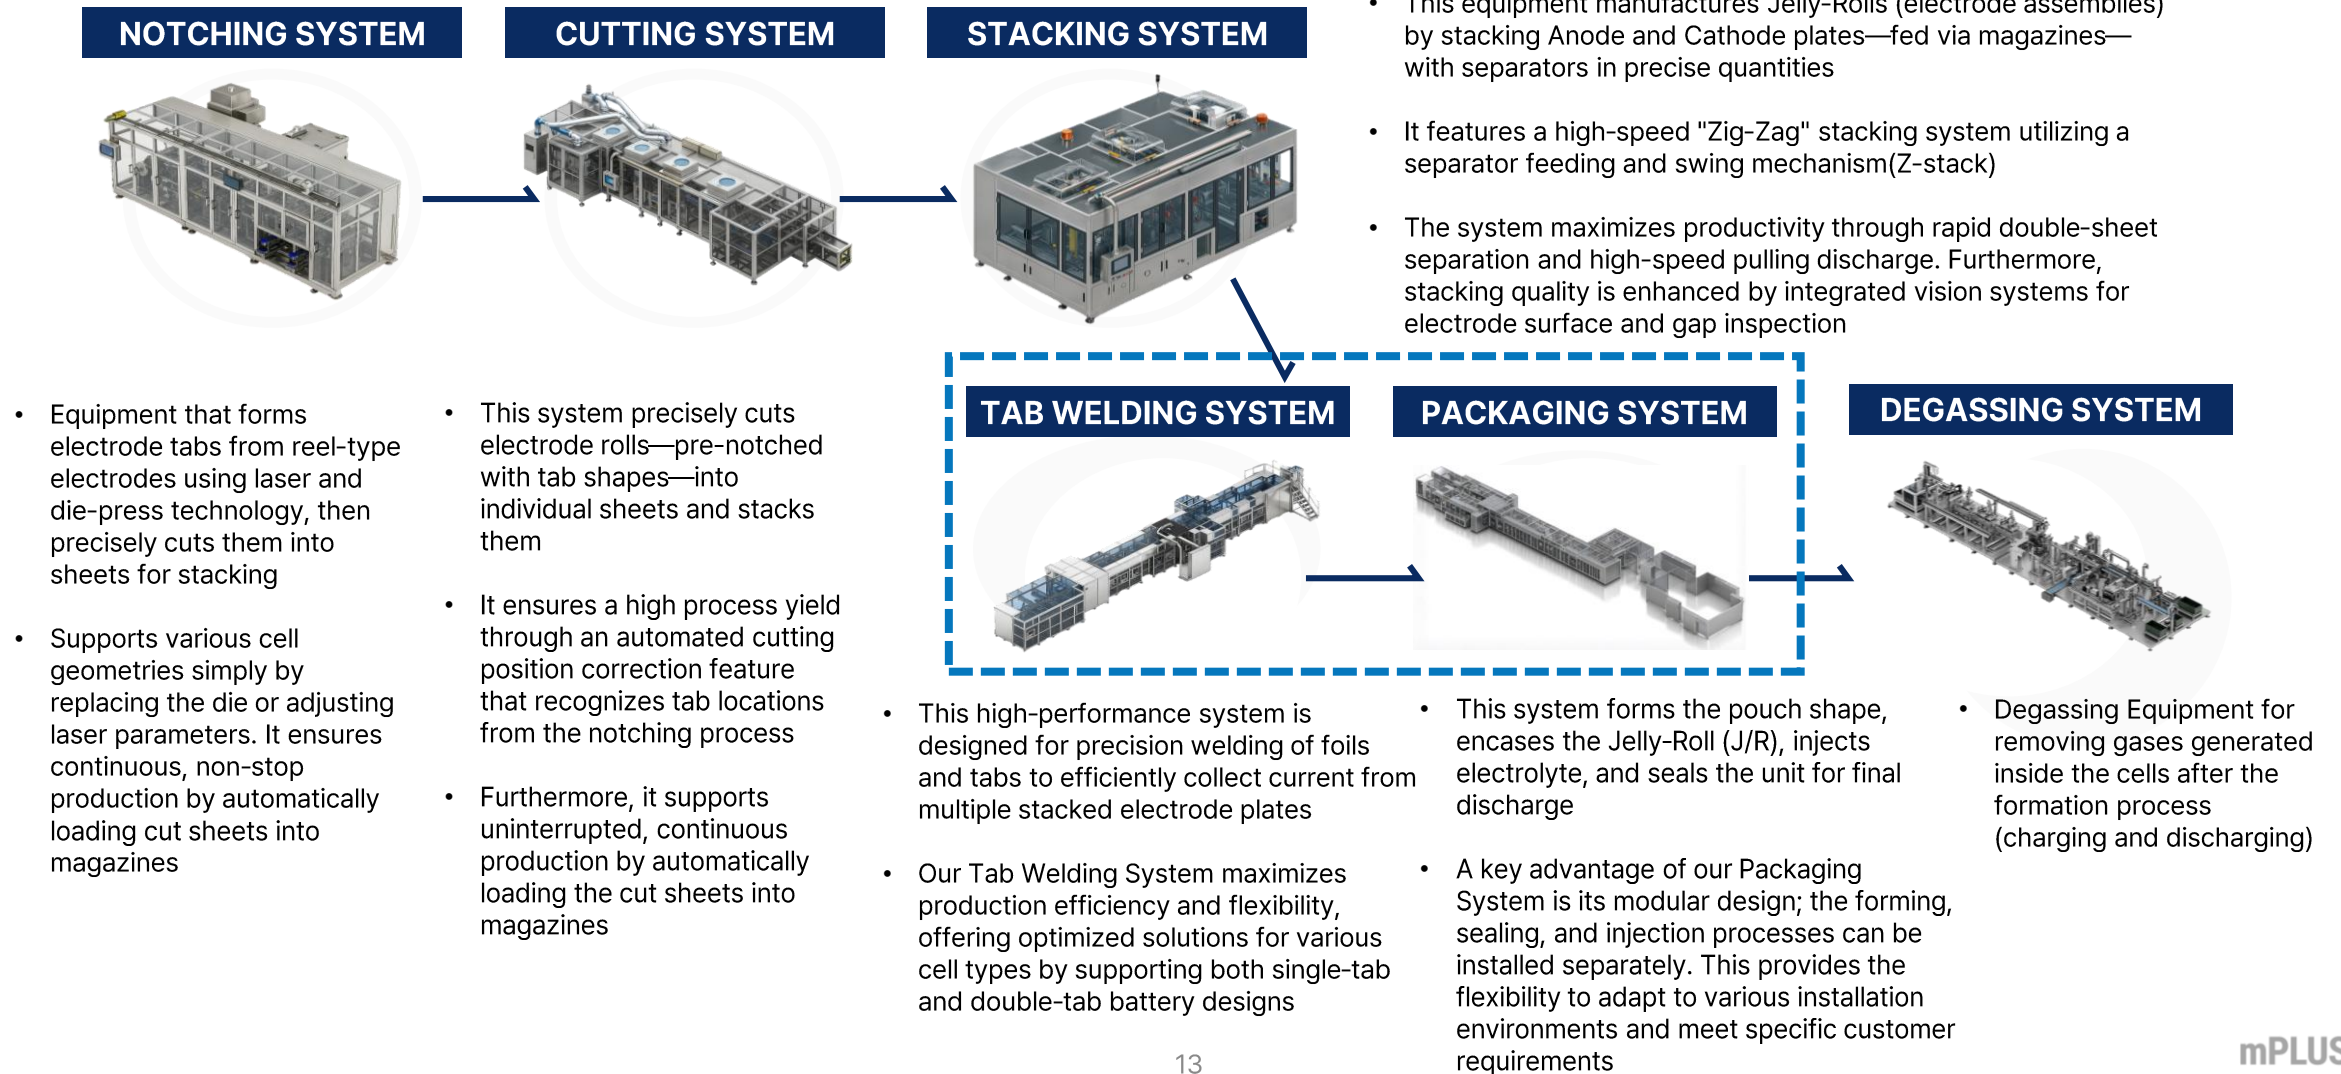 NOTCHING SYSTEM
CUTTING SYSTEM
STACKING SYSTEM
• This equipment manufactures Jelly-Rolls (electrode assemblies)
by stacking Anode and Cathode plates—fed via magazines—
with separators in precise quantities
• It features a high-speed "Zig-Zag" stacking system utilizing a
separator feeding and swing mechanism(Z-stack)
• The system maximizes productivity through rapid double-sheet
separation and high-speed pulling discharge. Furthermore,
stacking quality is enhanced by integrated vision systems for
electrode surface and gap inspection
• Equipment that forms
electrode tabs from reel-type
electrodes using laser and
die-press technology, then
precisely cuts them into
sheets for stacking
• Supports various cell
geometries simply by
replacing the die or adjusting
laser parameters. It ensures
continuous, non-stop
production by automatically
loading cut sheets into
magazines
• This system precisely cuts
electrode rolls—pre-notched
with tab shapes—into
individual sheets and stacks
them
• It ensures a high process yield
through an automated cutting
position correction feature
that recognizes tab locations
from the notching process
• Furthermore, it supports
uninterrupted, continuous
production by automatically
loading the cut sheets into
magazines
TAB WELDING SYSTEM
PACKAGING SYSTEM
DEGASSING SYSTEM
• This high-performance system is
designed for precision welding of foils
and tabs to efficiently collect current from
multiple stacked electrode plates
• Our Tab Welding System maximizes
production efficiency and flexibility,
offering optimized solutions for various
cell types by supporting both single-tab
and double-tab battery designs
• This system forms the pouch shape,
encases the Jelly-Roll (J/R), injects
electrolyte, and seals the unit for final
discharge
• A key advantage of our Packaging
System is its modular design; the forming,
sealing, and injection processes can be
installed separately. This provides the
flexibility to adapt to various installation
environments and meet specific customer
requirements
• Degassing Equipment for
removing gases generated
inside the cells after the
formation process
(charging and discharging)
13
mPLUS